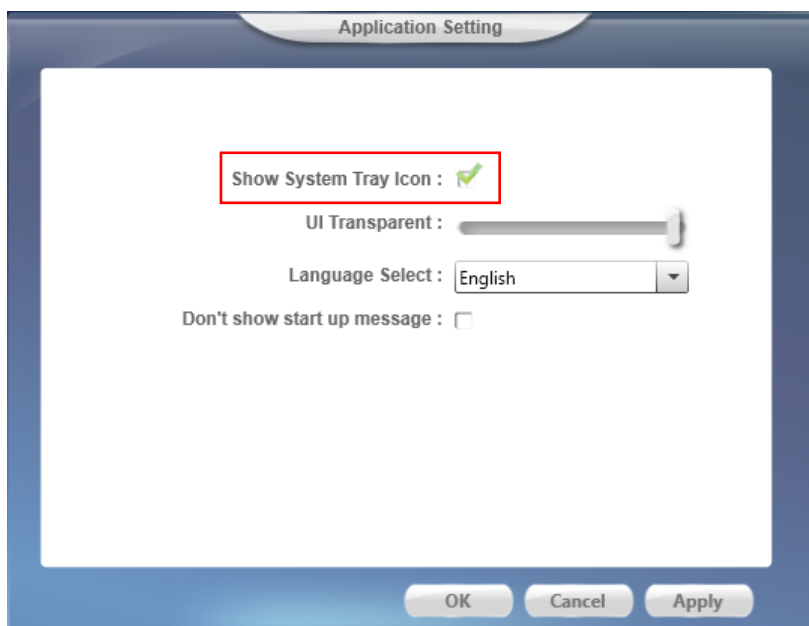 Application Setting
Show System Tray Icon :
UI Transparent :
Language Select : English
Don't show start up message :
OK Cancel Apply